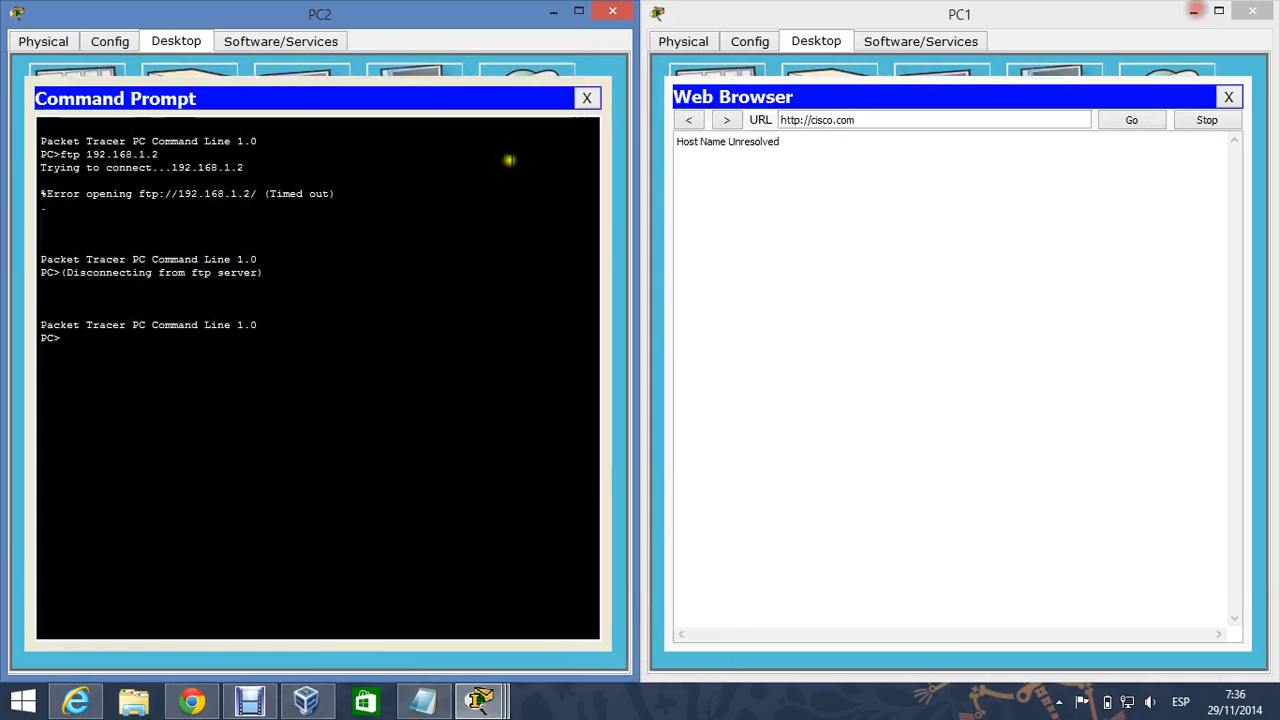 PC2
Physical Config Desktop Software/Services
Command Prompt X
Packet Tracer PC Command Line 1.0
PC>ftp 192.168.1.2
Trying to connect...192.168.1.2
%Error opening ftp://192.168.1.2/ (Timed out)
.
Packet Tracer PC Command Line 1.0
PC>(Disconnecting from ftp server)
Packet Tracer PC Command Line 1.0
PC>
PC1
Physical Config Desktop Software/Services
Web Browser X
< > URL http://cisco.com Go Stop
Host Name Unresolved
ESP
7:36
29/11/2014